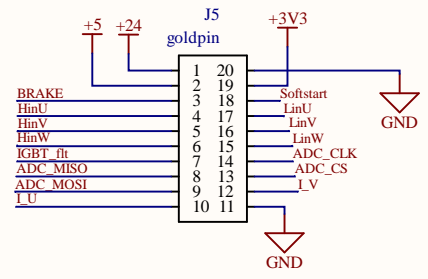 J5
goldpin
+5
+24
+3V3
1 20
2 19
BRAKE 3 18 Softstart
HinU 4 17 LinU
HinV 5 16 LinV
HinW 6 15 LinW
IGBT_flt 7 14 ADC_CLK
ADC_MISO 8 13 ADC_CS
ADC_MOSI 9 12 I_V
I_U 10 11
GND
GND